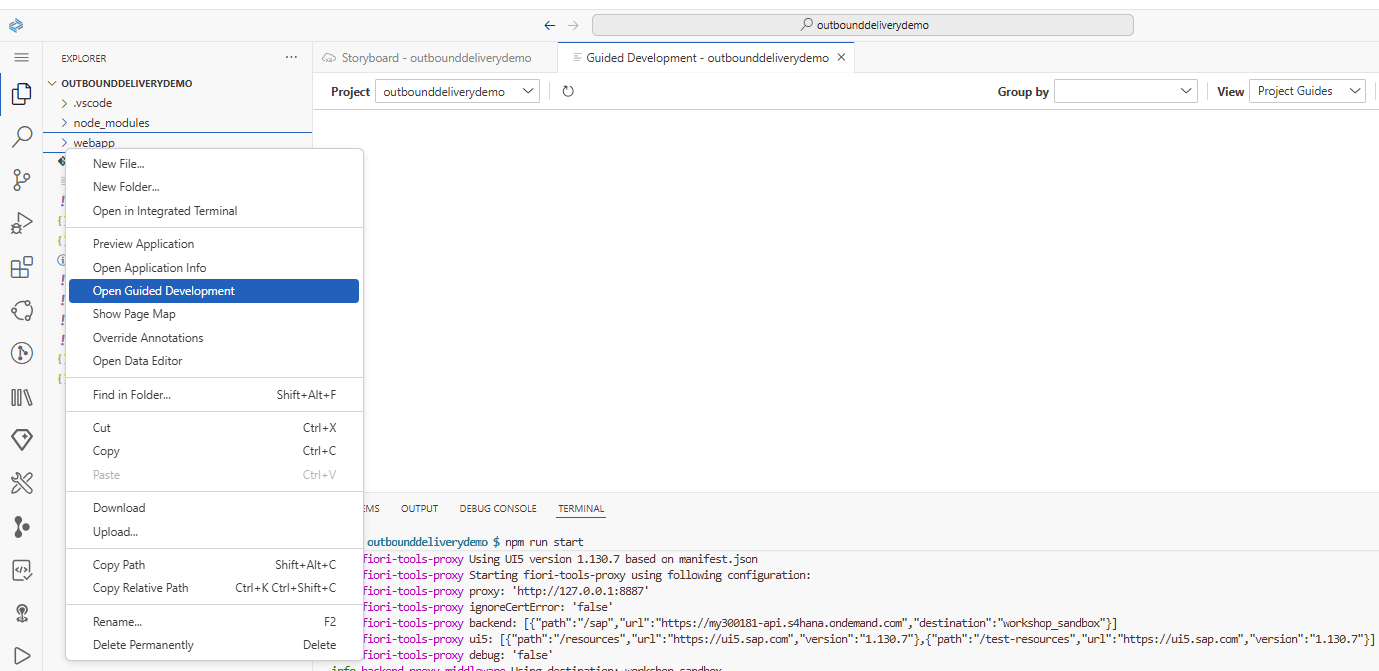 outbounddeliverydemo
EXPLORER ...
Storyboard - outbounddeliverydemo
Guided Development - outbounddeliverydemo
OUTBOUNDDELIVERYDEMO
Project outbounddeliverydemo
Group by
View Project Guides
.vscode
node_modules
webapp
New File...
New Folder...
Open in Integrated Terminal
Preview Application
Open Application Info
Open Guided Development
Show Page Map
Override Annotations
Open Data Editor
Find in Folder... Shift+Alt+F
Cut Ctrl+X
Copy Ctrl+C
Paste Ctrl+V
Download
Upload...
Copy Path Shift+Alt+C
Copy Relative Path Ctrl+K Ctrl+Shift+C
Rename... F2
Delete Permanently Delete
EMS OUTPUT DEBUG CONSOLE TERMINAL
outbounddeliverydemo $ npm run start
fiori-tools-proxy Using UI5 version 1.130.7 based on manifest.json
fiori-tools-proxy Starting fiori-tools-proxy using following configuration:
fiori-tools-proxy proxy: 'http://127.0.0.1:8887'
fiori-tools-proxy ignoreCertError: 'false'
fiori-tools-proxy backend: [{"path":"/sap","url":"https://my300181-api.s4hana.ondemand.com","destination":"workshop_sandbox"}]
fiori-tools-proxy ui5: [{"path":"/resources","url":"https://ui5.sap.com","version":"1.130.7"},{"path":"/test-resources","url":"https://ui5.sap.com","version":"1.130.7"}]
fiori-tools-proxy debug: 'false'
info backend-proxy-middleware Using destination: workshop_sandbox